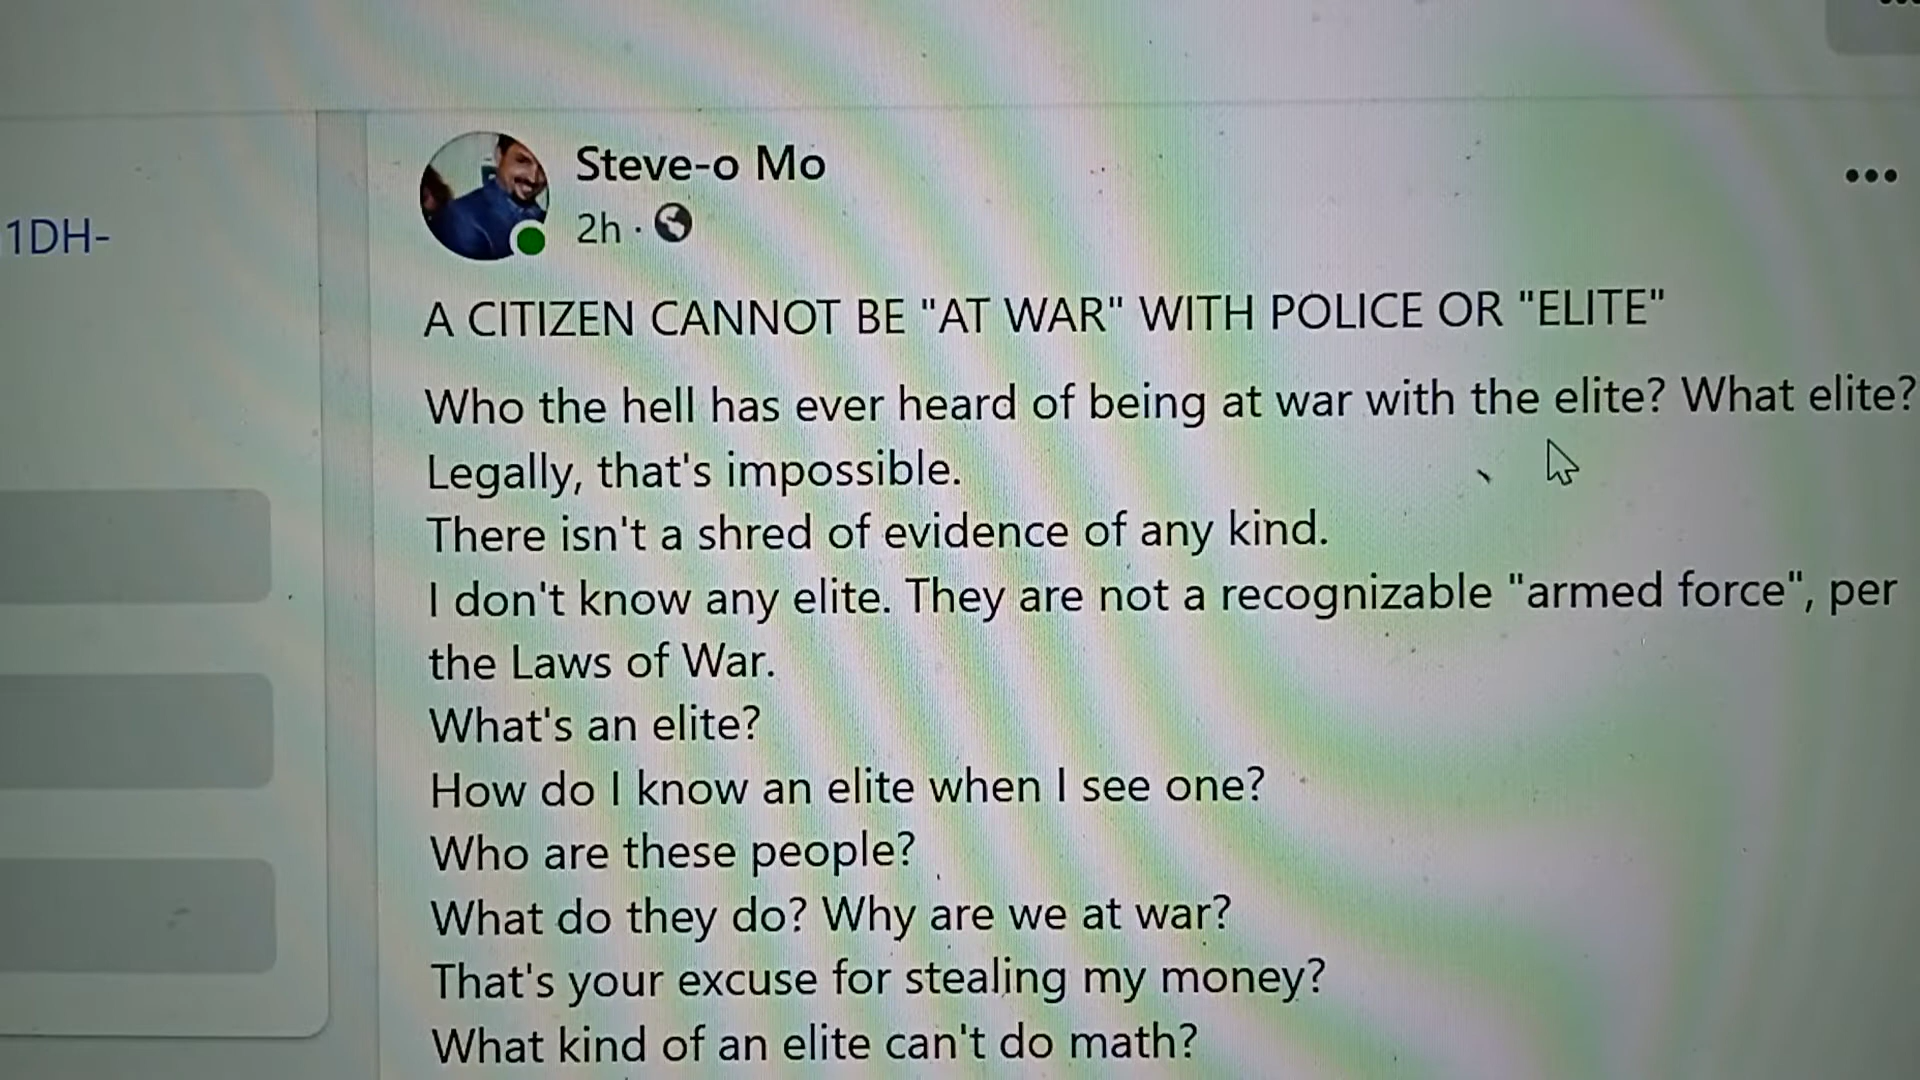 1DH-
Steve-o Mo
2h ·
A CITIZEN CANNOT BE "AT WAR" WITH POLICE OR "ELITE"
Who the hell has ever heard of being at war with the elite? What elite?
Legally, that's impossible.
There isn't a shred of evidence of any kind.
I don't know any elite. They are not a recognizable "armed force", per
the Laws of War.
What's an elite?
How do I know an elite when I see one?
Who are these people?
What do they do? Why are we at war?
That's your excuse for stealing my money?
What kind of an elite can't do math?